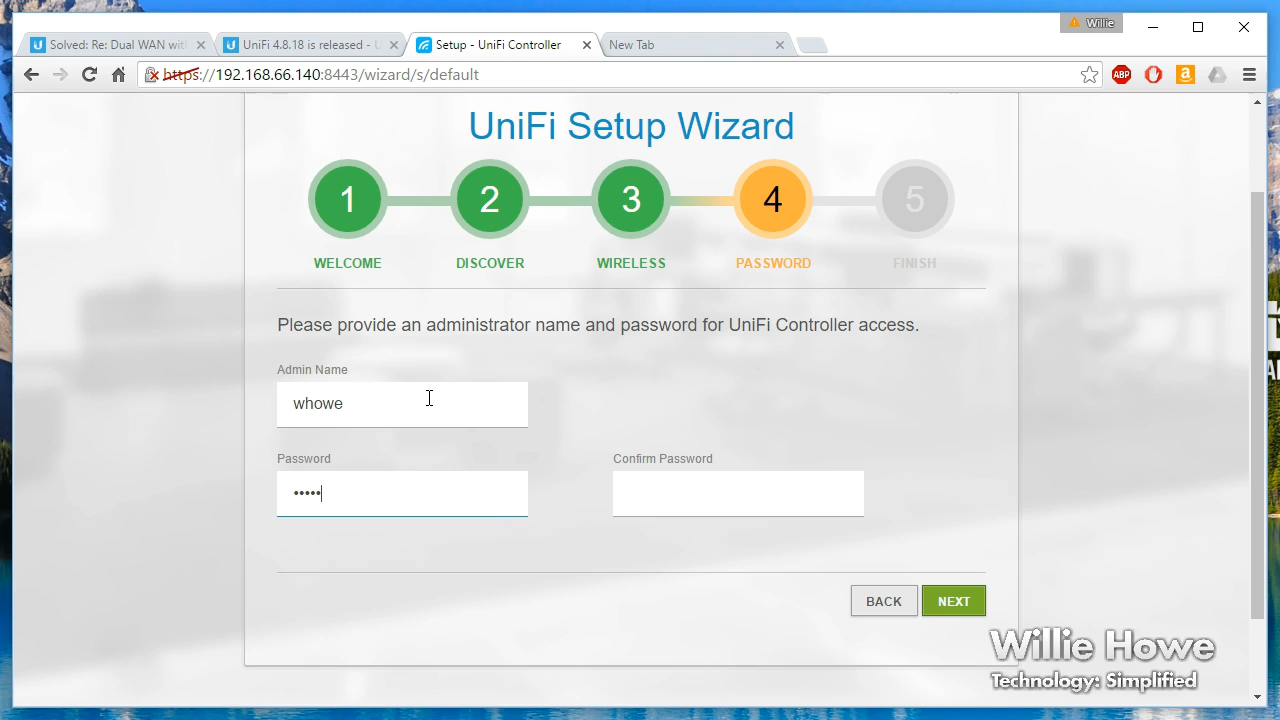 Willie
Solved: Re: Dual WAN with
UniFi 4.8.18 is released - U
Setup - UniFi Controller
New Tab
https://192.168.66.140:8443/wizard/s/default
ABP
UniFi Setup Wizard
1
2
3
4
5
WELCOME
DISCOVER
WIRELESS
PASSWORD
FINISH
Please provide an administrator name and password for UniFi Controller access.
Admin Name
whowe
Password
Confirm Password
•••••
BACK
NEXT
Willie Howe
Technology: Simplified